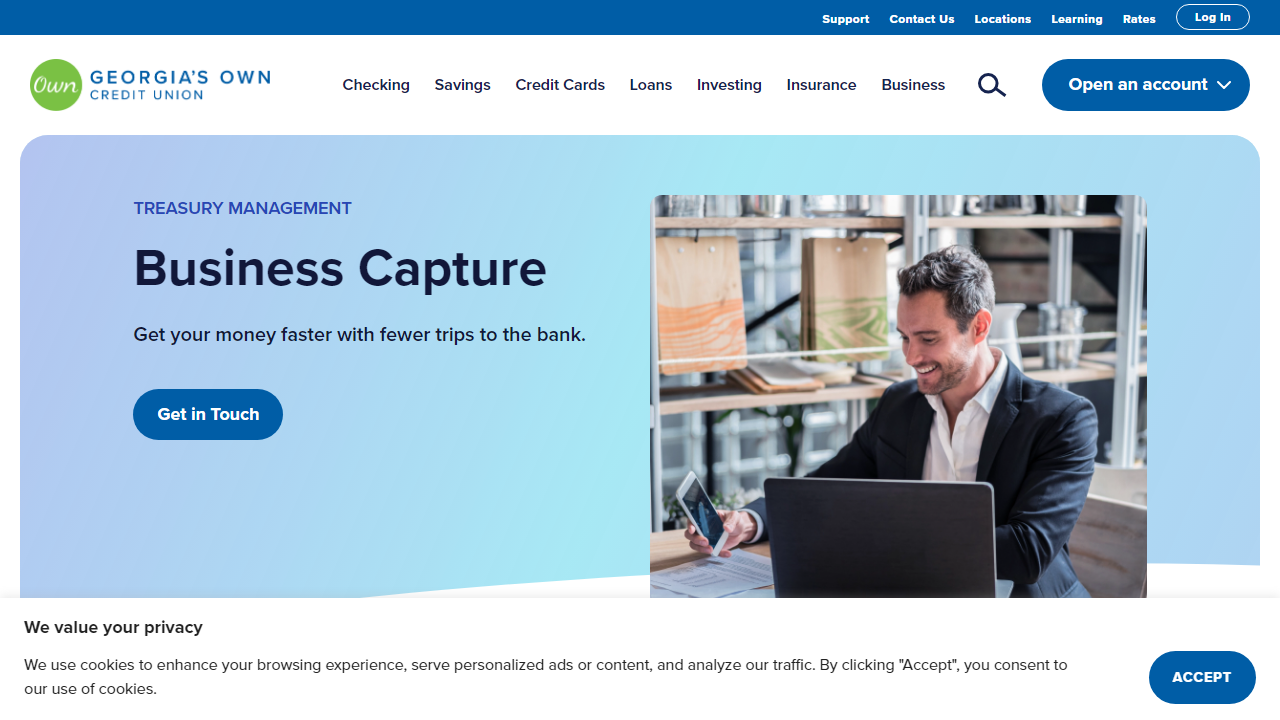 Support Contact Us Locations Learning Rates Log In
Own GEORGIA'S OWN
CREDIT UNION
Checking Savings Credit Cards Loans Investing Insurance Business Open an account
TREASURY MANAGEMENT
Business Capture
Get your money faster with fewer trips to the bank.
Get in Touch
We value your privacy
We use cookies to enhance your browsing experience, serve personalized ads or content, and analyze our traffic. By clicking "Accept", you consent to
our use of cookies.
ACCEPT